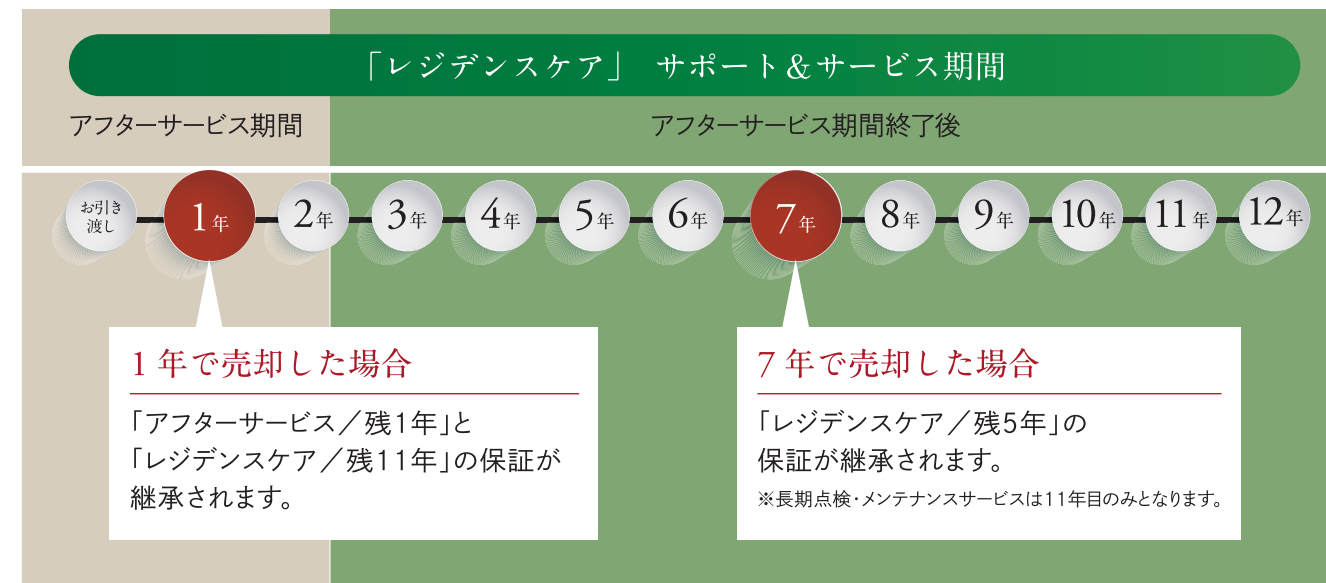 「レジデンスケア」 サポート＆サービス期間
アフターサービス期間
アフターサービス期間終了後
お引き
渡し
1年
2年
3年
4年
5年
6年
7年
8年
9年
10年
11年
12年
1年で売却した場合
「アフターサービス／残1年」と
「レジデンスケア／残11年」の保証が
継承されます。
7年で売却した場合
「レジデンスケア／残5年」の
保証が継承されます。
※長期点検・メンテナンスサービスは11年目のみとなります。